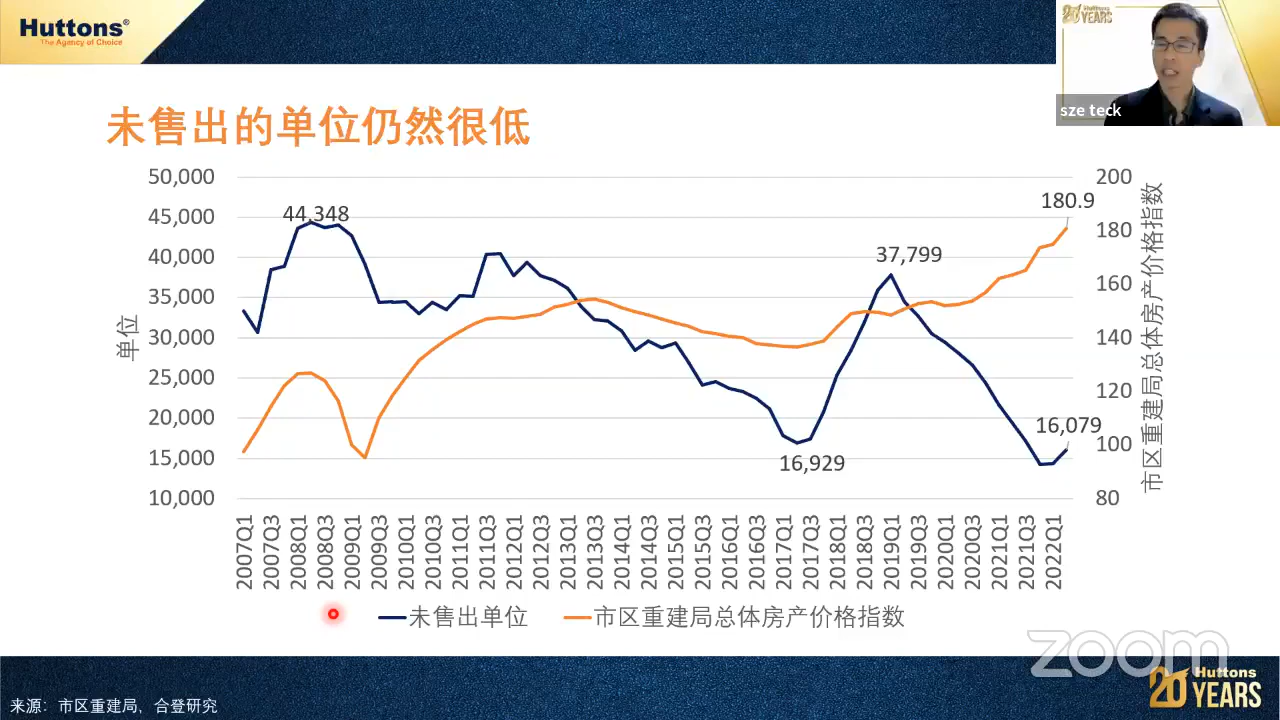 Huttons®
The Agency of Choice
20 Huttons YEARS
sze teck
未售出的单位仍然很低
50,000
45,000
40,000
35,000
30,000
25,000
20,000
15,000
10,000
单位
200
180
160
140
120
100
80
市区重建局总体房产价格指数
44,348
16,929
37,799
180.9
16,079
2007Q1
2007Q3
2008Q1
2008Q3
2009Q1
2009Q3
2010Q1
2010Q3
2011Q1
2011Q3
2012Q1
2012Q3
2013Q1
2013Q3
2014Q1
2014Q3
2015Q1
2015Q3
2016Q1
2016Q3
2017Q1
2017Q3
2018Q1
2018Q3
2019Q1
2019Q3
2020Q1
2020Q3
2021Q1
2021Q3
2022Q1
未售出单位
市区重建局总体房产价格指数
zoom
Huttons
20 YEARS
来源：市区重建局，合登研究